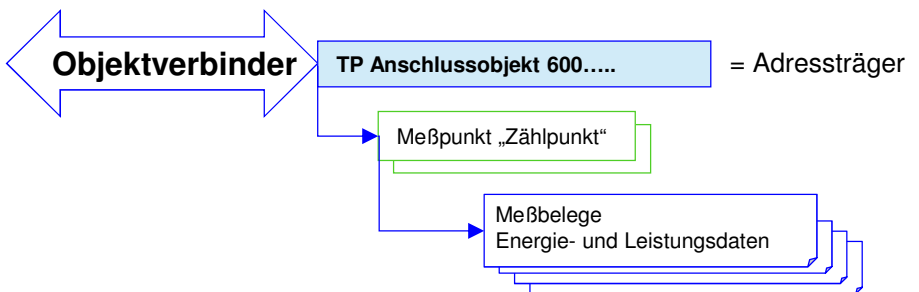 Objektverbinder
TP Anschlussobjekt 600…..
= Adressträger
Meßpunkt „Zählpunkt“
Meßbelege
Energie- und Leistungsdaten